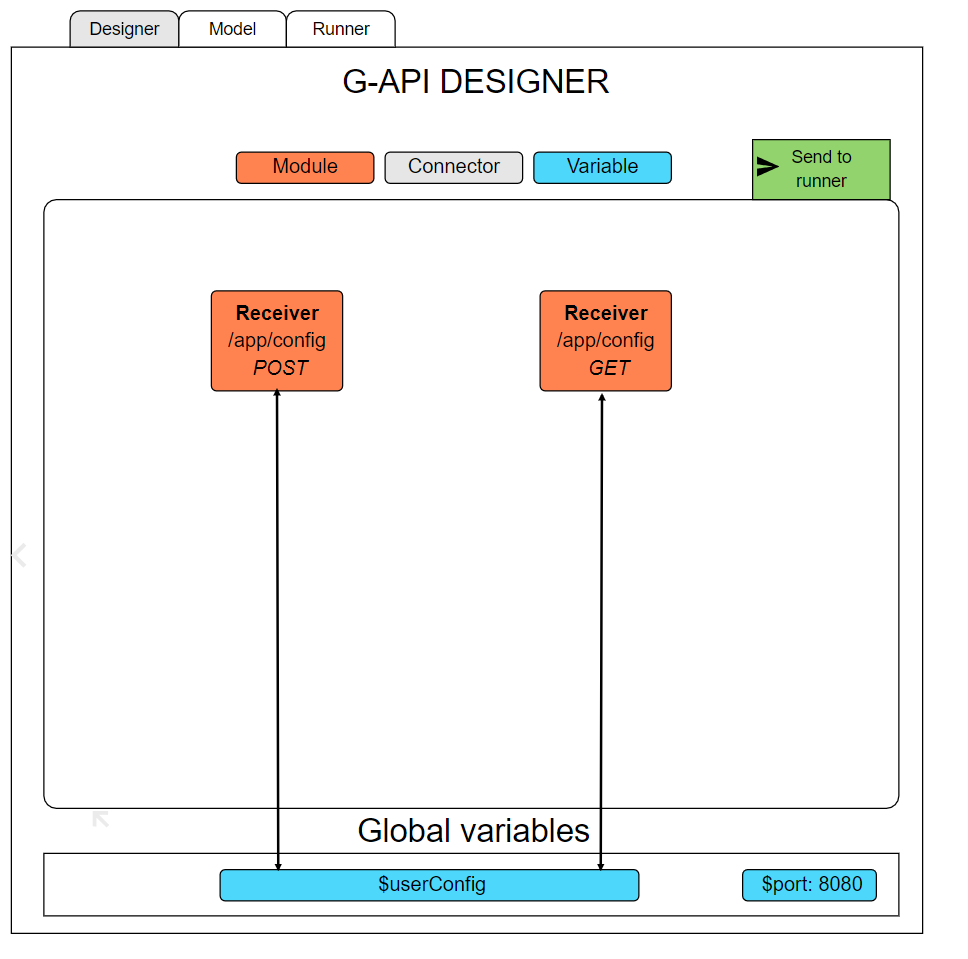 Designer
Model
Runner
G-API DESIGNER
Module
Connector
Variable
Send to
runner
Receiver
/app/config
POST
Receiver
/app/config
GET
Global variables
$userConfig
$port: 8080